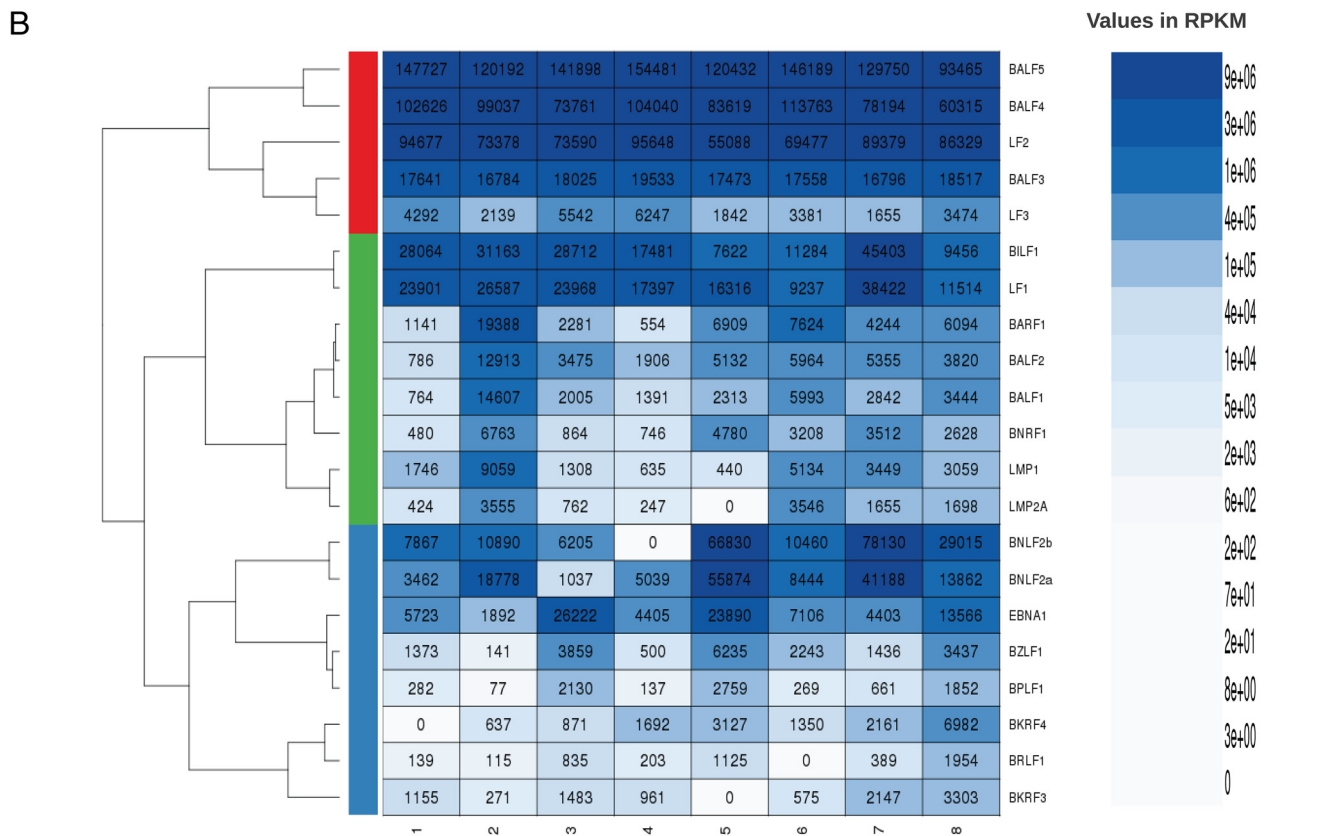 B
Values in RPKM
147727 120192 141898 154481 120432 146189 129750 93465 BALF5
102626 99037 73761 104040 83619 113763 78194 60315 BALF4
94677 73378 73590 95648 55088 69477 89379 86329 LF2
17641 16784 18025 19533 17473 17558 16796 18517 BALF3
4292 2139 5542 6247 1842 3381 1655 3474 LF3
28064 31163 28712 17481 7622 11284 45403 9456 BILF1
23901 26587 23968 17397 16316 9237 38422 11514 LF1
1141 19388 2281 554 6909 7624 4244 6094 BARF1
786 12913 3475 1906 5132 5964 5355 3820 BALF2
764 14607 2005 1391 2313 5993 2842 3444 BALF1
480 6763 864 746 4780 3208 3512 2628 BNRF1
1746 9059 1308 635 440 5134 3449 3059 LMP1
424 3555 762 247 0 3546 1655 1698 LMP2A
7867 10890 6205 0 66830 10460 78130 29015 BNLF2b
3462 18778 1037 5039 55874 8444 41188 13862 BNLF2a
5723 1892 26222 4405 23890 7106 4403 13566 EBNA1
1373 141 3859 500 6235 2243 1436 3437 BZLF1
282 77 2130 137 2759 269 661 1852 BPLF1
0 637 871 1692 3127 1350 2161 6982 BKRF4
139 115 835 203 1125 0 389 1954 BRLF1
1155 271 1483 961 0 575 2147 3303 BKRF3
1 2 3 4 5 6 7 8
9e+06
3e+06
1e+06
4e+05
1e+05
4e+04
1e+04
5e+03
2e+03
6e+02
2e+02
7e+01
2e+01
8e+00
3e+00
0